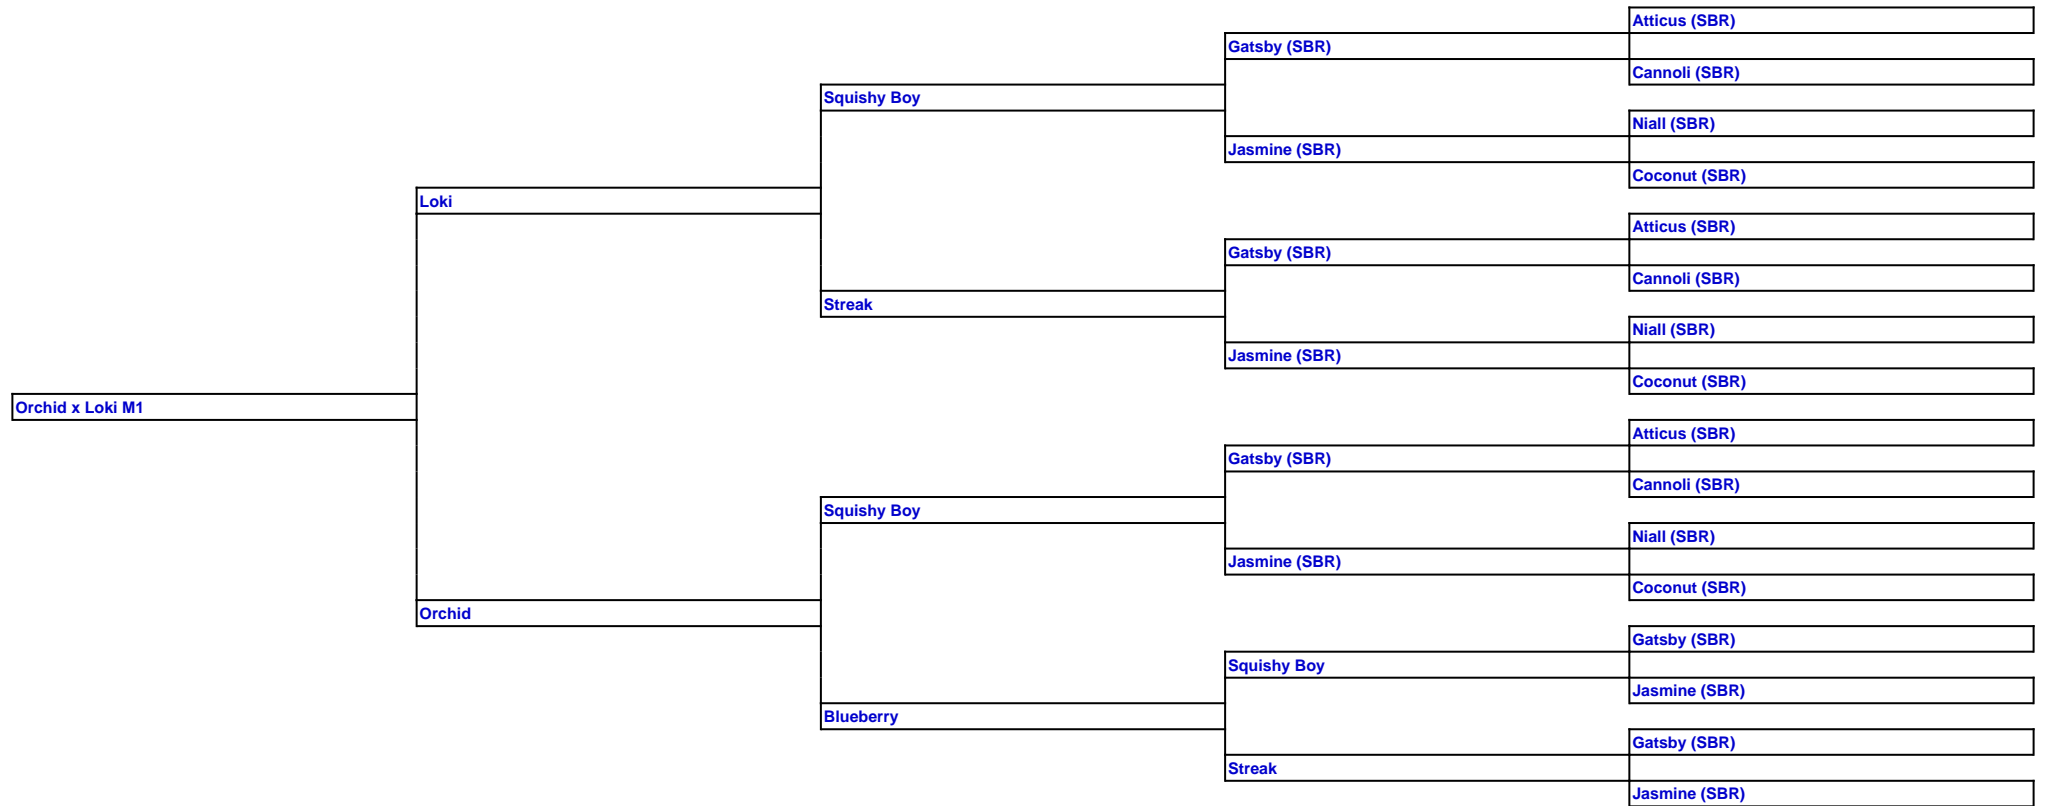 Atticus (SBR)
Gatsby (SBR)
Cannoli (SBR)
Squishy Boy
Niall (SBR)
Jasmine (SBR)
Coconut (SBR)
Loki
Atticus (SBR)
Gatsby (SBR)
Cannoli (SBR)
Streak
Niall (SBR)
Jasmine (SBR)
Coconut (SBR)
Orchid x Loki M1
Atticus (SBR)
Gatsby (SBR)
Cannoli (SBR)
Squishy Boy
Niall (SBR)
Jasmine (SBR)
Coconut (SBR)
Orchid
Gatsby (SBR)
Squishy Boy
Jasmine (SBR)
Blueberry
Gatsby (SBR)
Streak
Jasmine (SBR)